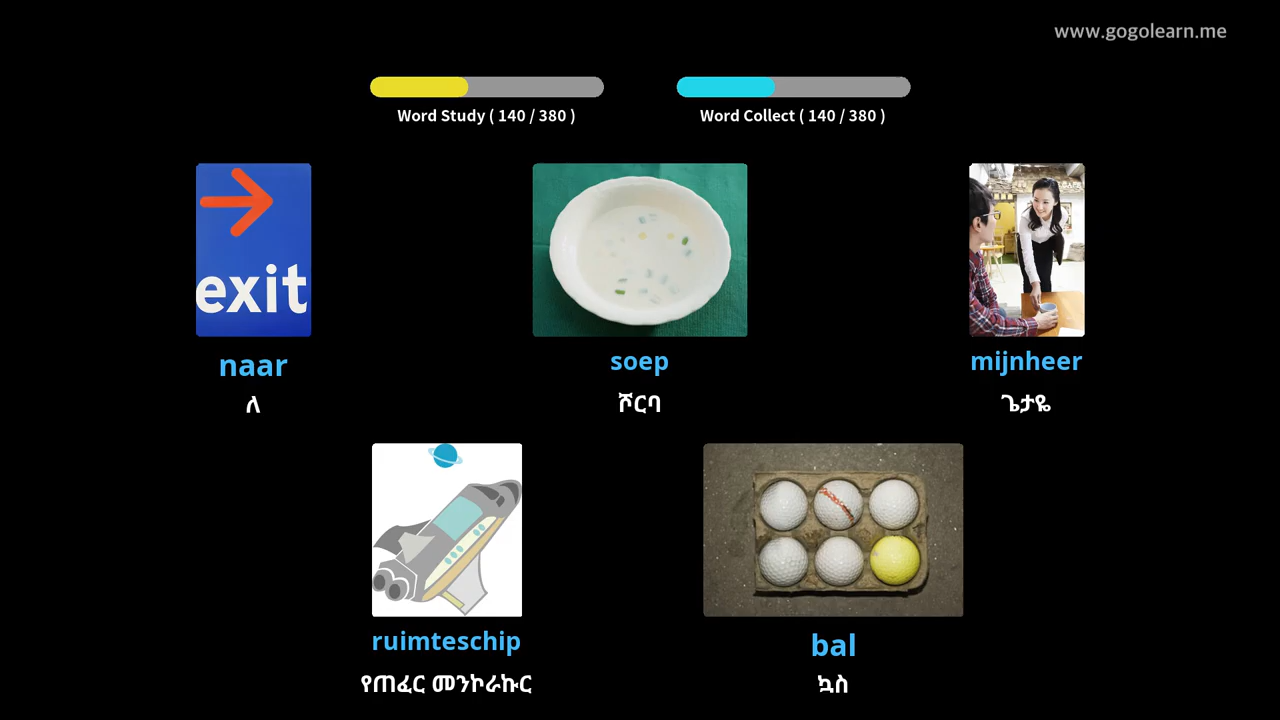 www.gogolearn.me
Word Study ( 140 / 380 )
Word Collect ( 140 / 380 )
exit
naar
ለ
soep
ሾርባ
mijnheer
ጌታዬ
ruimteschip
የጠፈር መንኮራኩር
bal
ኳስ